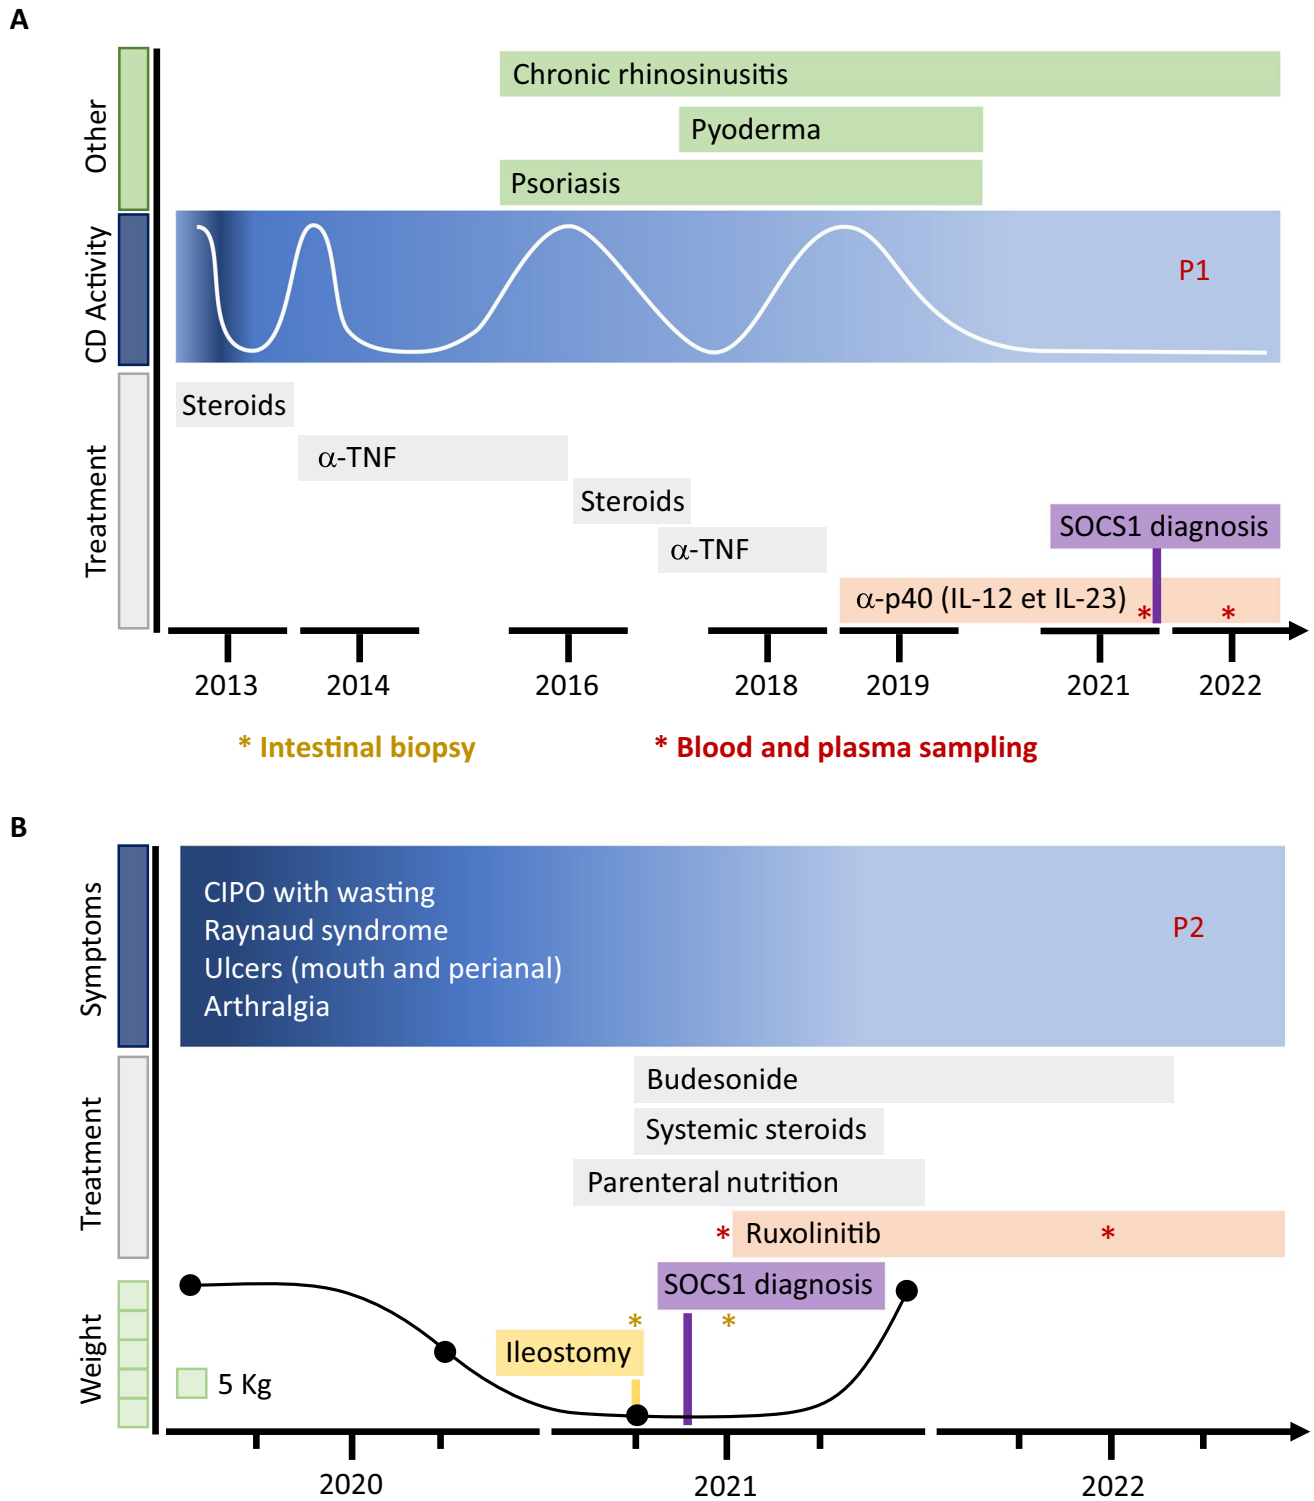 A
Other
Chronic rhinosinusitis
Pyoderma
Psoriasis
CD Activity
P1
Treatment
Steroids
α-TNF
Steroids
α-TNF
SOCS1 diagnosis
α-p40 (IL-12 et IL-23)
*
*
2013 2014 2016 2018 2019 2021 2022
* Intestinal biopsy
* Blood and plasma sampling
B
Symptoms
CIPO with wasting
Raynaud syndrome
Ulcers (mouth and perianal)
Arthralgia
P2
Treatment
Budesonide
Systemic steroids
Parenteral nutrition
* Ruxolinitib *
SOCS1 diagnosis
* *
Ileostomy
Weight
5 Kg
2020 2021 2022